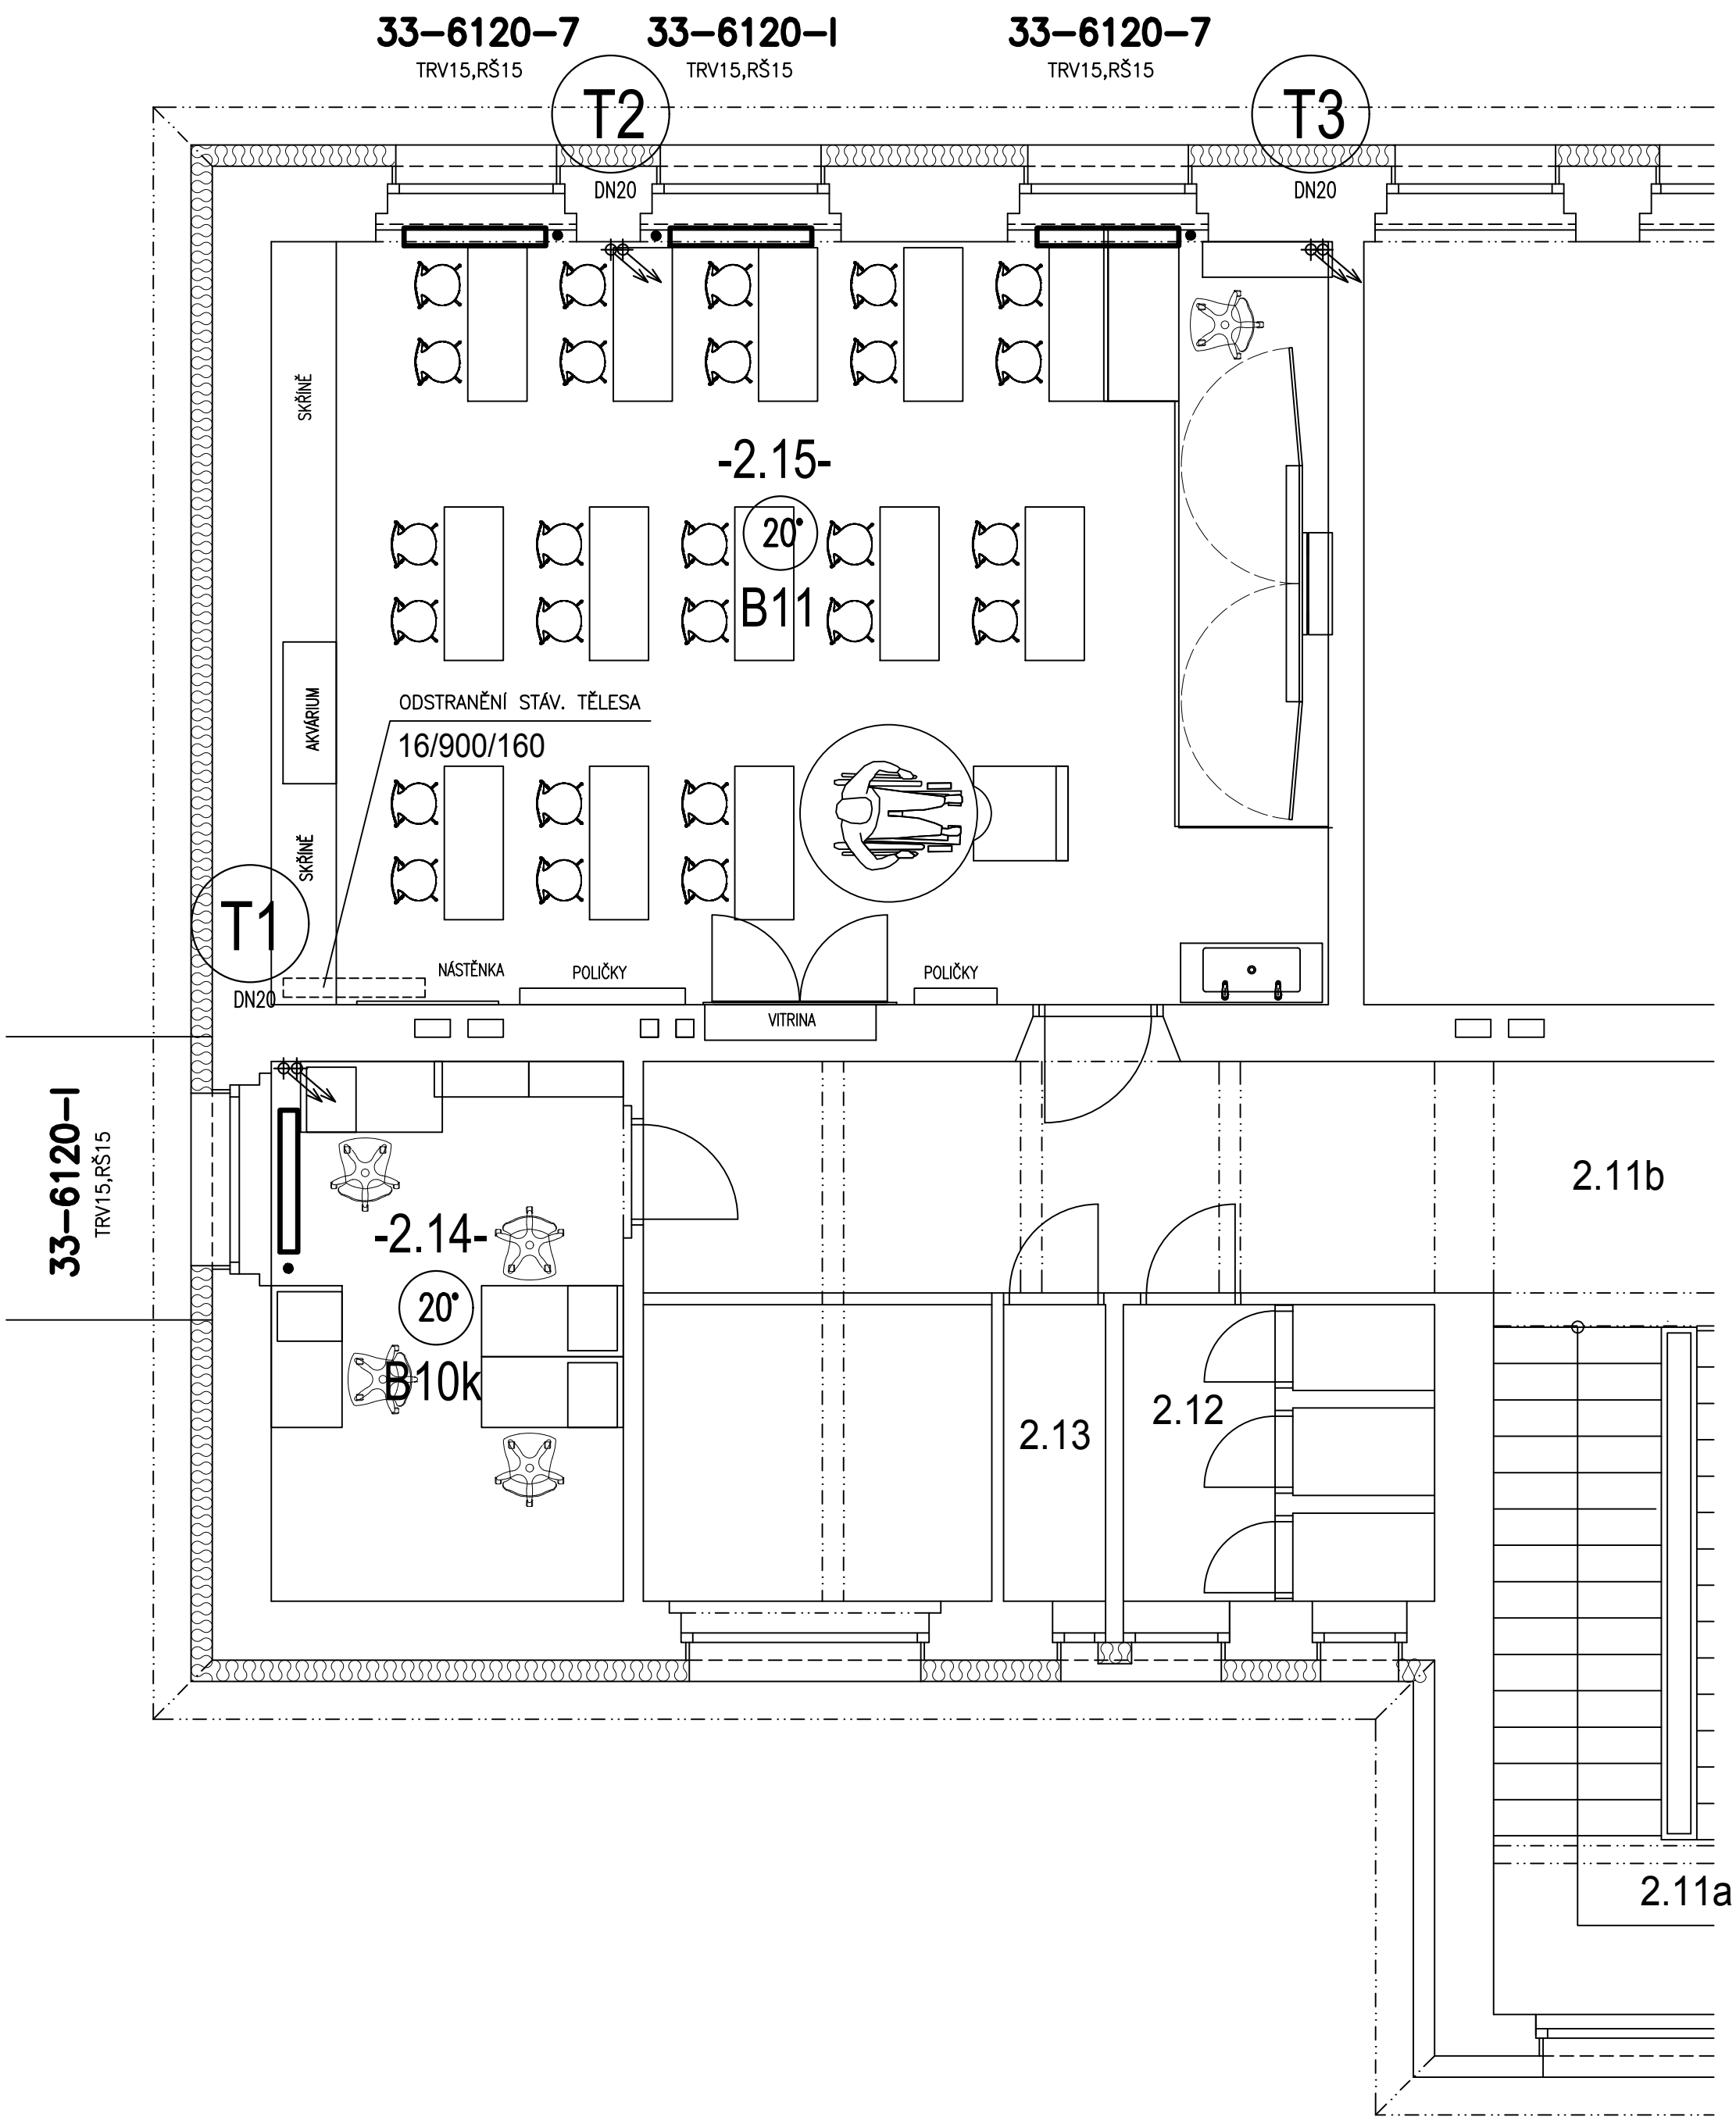 33-6120-7
TRV15,RŠ15
33-6120-I
TRV15,RŠ15
33-6120-7
TRV15,RŠ15
T2
T3
DN20
DN20
SKŘÍNĚ
-2.15-
20°
B11
ODSTRANĚNÍ STÁV. TĚLESA
16/900/160
AKVÁRIUM
SKŘÍNĚ
T1
DN20
NÁSTĚNKA
POLIČKY
VITRINA
POLIČKY
33-6120-I
TRV15,RŠ15
-2.14-
20°
B10k
2.11b
2.13
2.12
2.11a